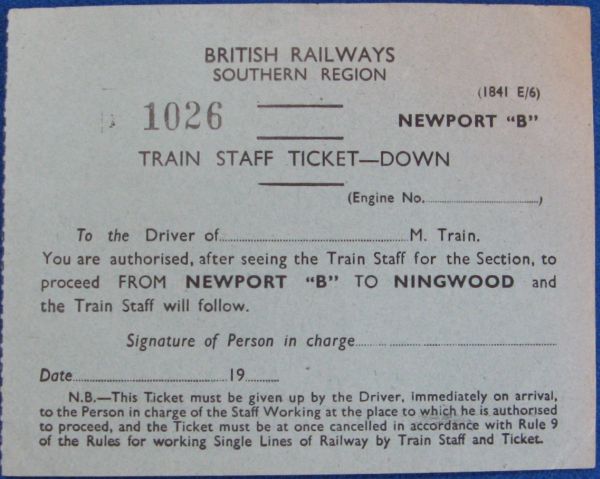 BRITISH RAILWAYS
SOUTHERN REGION
(1841 E/6)
1026
NEWPORT "B"
TRAIN STAFF TICKET—DOWN
(Engine No.....................)
To the Driver of..........................M. Train.
You are authorised, after seeing the Train Staff for the Section, to
proceed FROM NEWPORT "B" TO NINGWOOD and
the Train Staff will follow.
Signature of Person in charge..........................
Date....................19......
N.B.—This Ticket must be given up by the Driver, immediately on arrival,
to the Person in charge of the Staff Working at the place to which he is authorised
to proceed, and the Ticket must be at once cancelled in accordance with Rule 9
of the Rules for working Single Lines of Railway by Train Staff and Ticket.